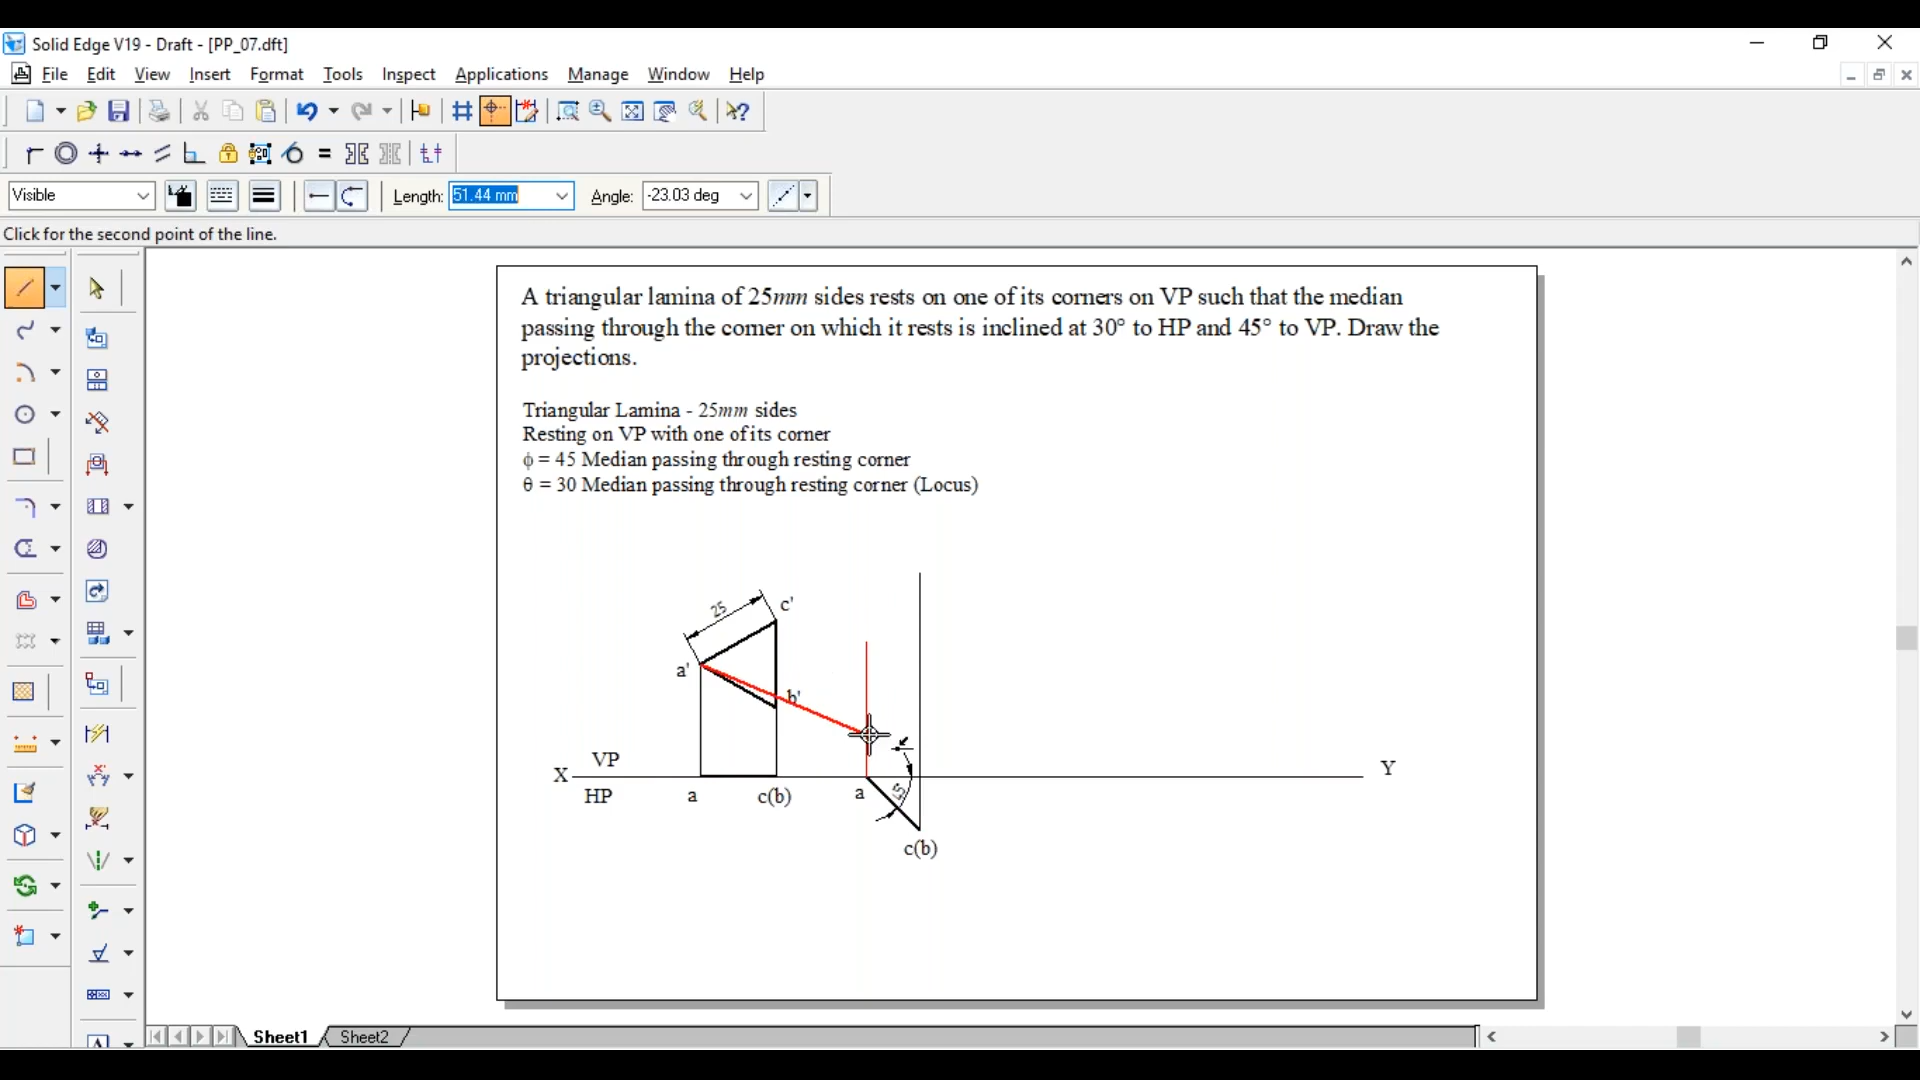 Solid Edge V19 - Draft - [PP_07.dft]
File Edit View Insert Format Tools Inspect Applications Manage Window Help
Visible Length: 51.44 mm Angle: -23.03 deg
Click for the second point of the line.
A triangular lamina of 25mm sides rests on one of its corners on VP such that the median
passing through the corner on which it rests is inclined at 30° to HP and 45° to VP. Draw the
projections.
Triangular Lamina - 25mm sides
Resting on VP with one of its corner
ϕ = 45 Median passing through resting corner
θ = 30 Median passing through resting corner (Locus)
25
c'
a'
b'
VP
X
Y
HP
a
c(b)
a
45
c(b)
Sheet1 Sheet2